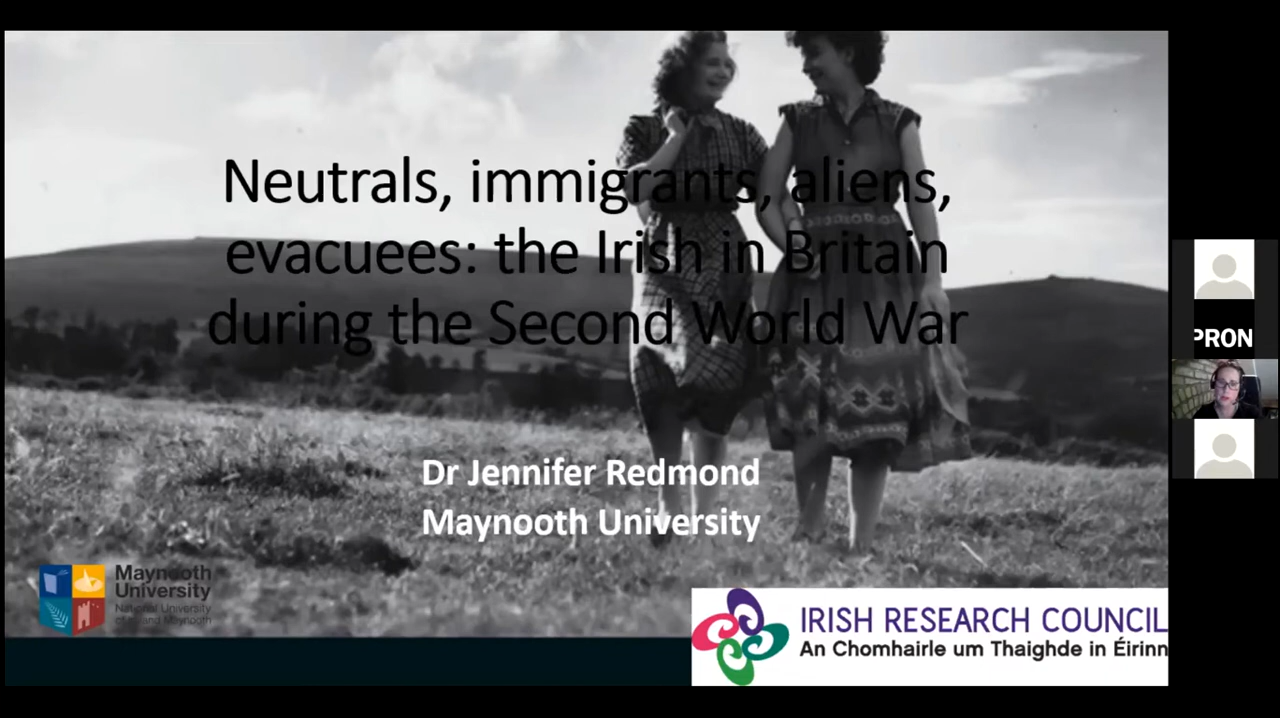 Neutrals, immigrants, aliens,
evacuees: the Irish in Britain
during the Second World War
Dr Jennifer Redmond
Maynooth University
Maynooth
University
National University
of Ireland Maynooth
IRISH RESEARCH COUNCIL
An Chomhairle um Thaighde in Éirinn
PRON